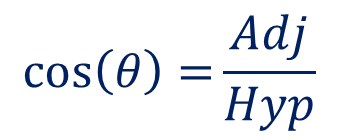 cos(θ) = Adj/Hyp